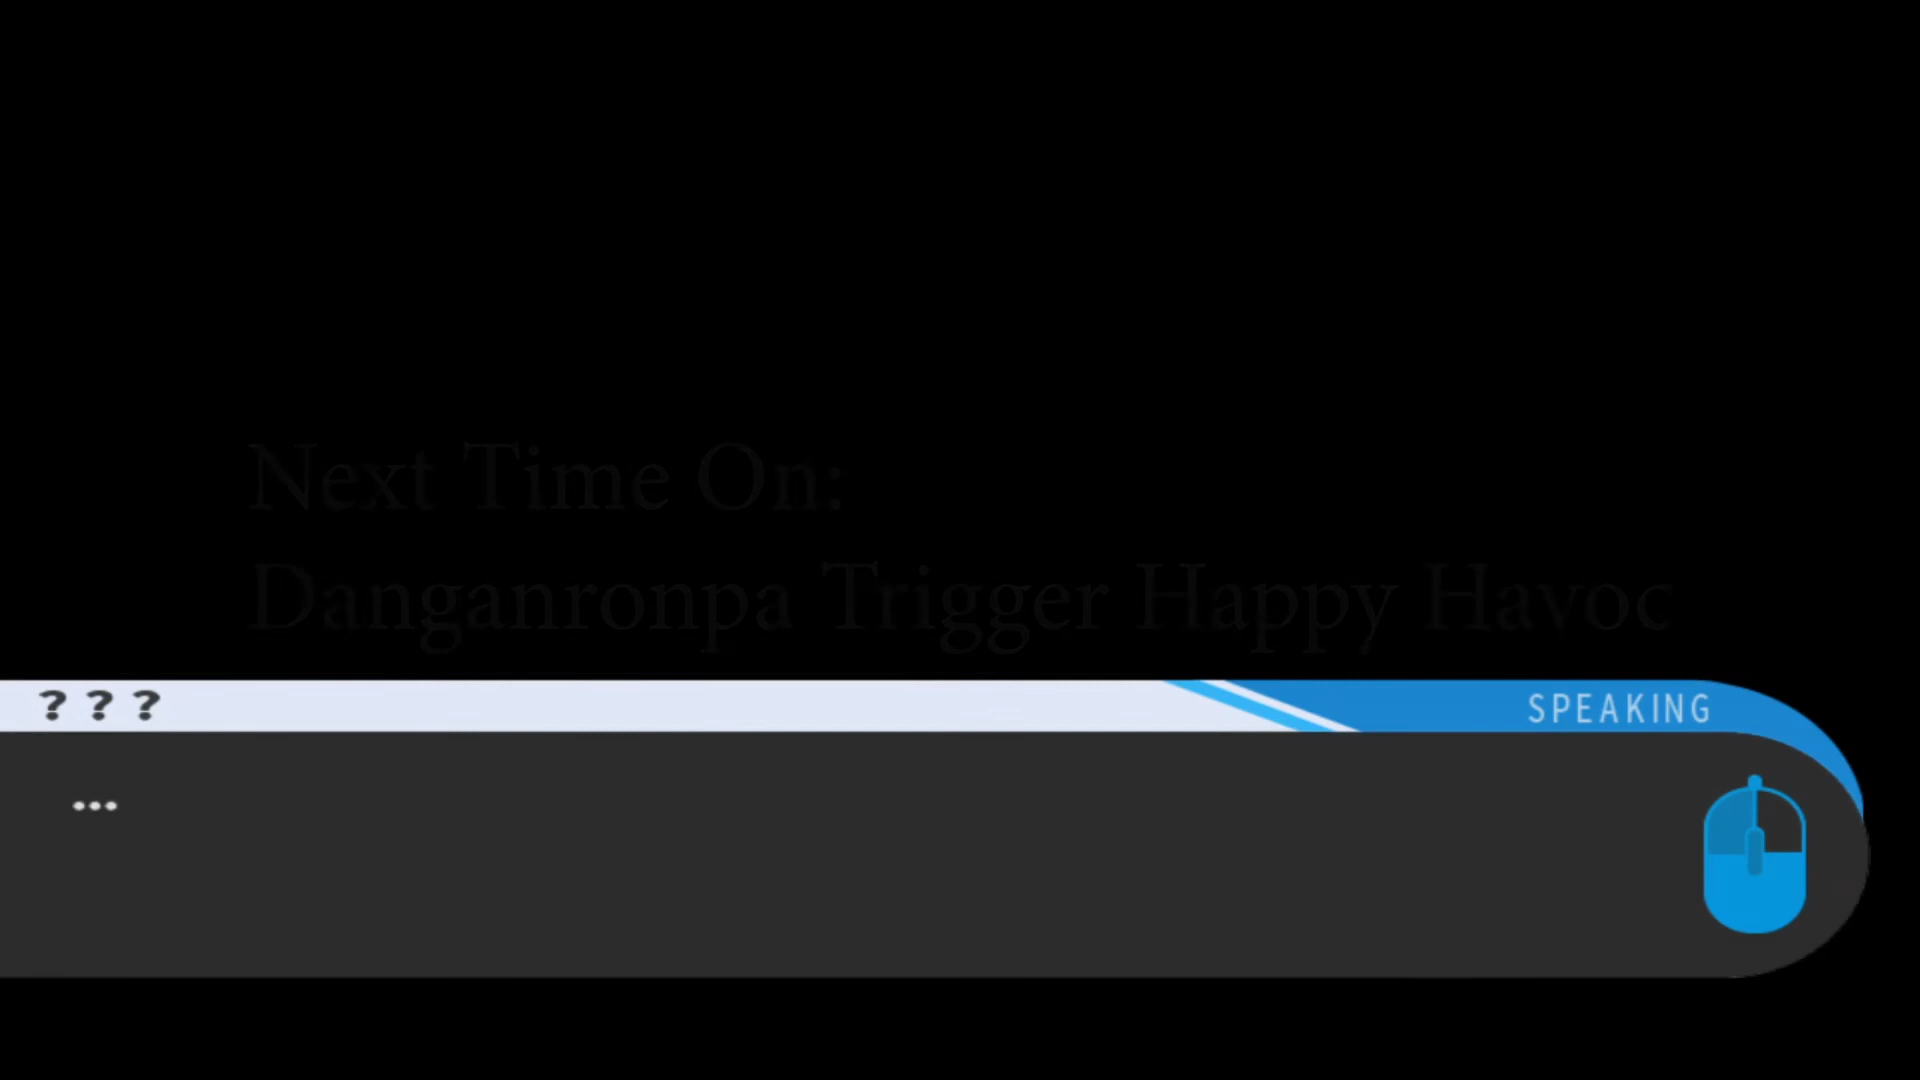 Next Time On:
Danganronpa Trigger Happy Havoc
? ? ?
SPEAKING
...